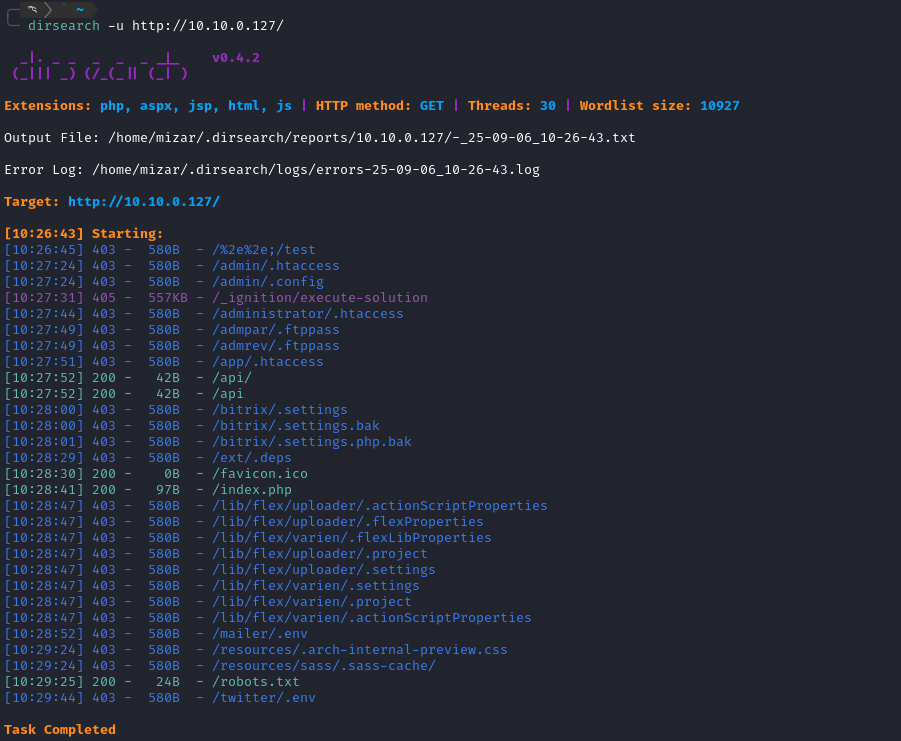 ~
dirsearch -u http://10.10.0.127/
_|. _ _  _  _  _ _|_    v0.4.2
(_||| _) (/_(_|| (_| )
Extensions: php, aspx, jsp, html, js | HTTP method: GET | Threads: 30 | Wordlist size: 10927
Output File: /home/mizar/.dirsearch/reports/10.10.0.127/-_25-09-06_10-26-43.txt
Error Log: /home/mizar/.dirsearch/logs/errors-25-09-06_10-26-43.log
Target: http://10.10.0.127/
[10:26:43] Starting:
[10:26:45] 403 -  580B  - /%2e%2e;/test
[10:27:24] 403 -  580B  - /admin/.htaccess
[10:27:24] 403 -  580B  - /admin/.config
[10:27:31] 405 -  557KB - /_ignition/execute-solution
[10:27:44] 403 -  580B  - /administrator/.htaccess
[10:27:49] 403 -  580B  - /admpar/.ftppass
[10:27:49] 403 -  580B  - /admrev/.ftppass
[10:27:51] 403 -  580B  - /app/.htaccess
[10:27:52] 200 -   42B  - /api/
[10:27:52] 200 -   42B  - /api
[10:28:00] 403 -  580B  - /bitrix/.settings
[10:28:00] 403 -  580B  - /bitrix/.settings.bak
[10:28:01] 403 -  580B  - /bitrix/.settings.php.bak
[10:28:29] 403 -  580B  - /ext/.deps
[10:28:30] 200 -    0B  - /favicon.ico
[10:28:41] 200 -   97B  - /index.php
[10:28:47] 403 -  580B  - /lib/flex/uploader/.actionScriptProperties
[10:28:47] 403 -  580B  - /lib/flex/uploader/.flexProperties
[10:28:47] 403 -  580B  - /lib/flex/varien/.flexLibProperties
[10:28:47] 403 -  580B  - /lib/flex/uploader/.project
[10:28:47] 403 -  580B  - /lib/flex/uploader/.settings
[10:28:47] 403 -  580B  - /lib/flex/varien/.settings
[10:28:47] 403 -  580B  - /lib/flex/varien/.project
[10:28:47] 403 -  580B  - /lib/flex/varien/.actionScriptProperties
[10:28:52] 403 -  580B  - /mailer/.env
[10:29:24] 403 -  580B  - /resources/.arch-internal-preview.css
[10:29:24] 403 -  580B  - /resources/sass/.sass-cache/
[10:29:25] 200 -   24B  - /robots.txt
[10:29:44] 403 -  580B  - /twitter/.env
Task Completed